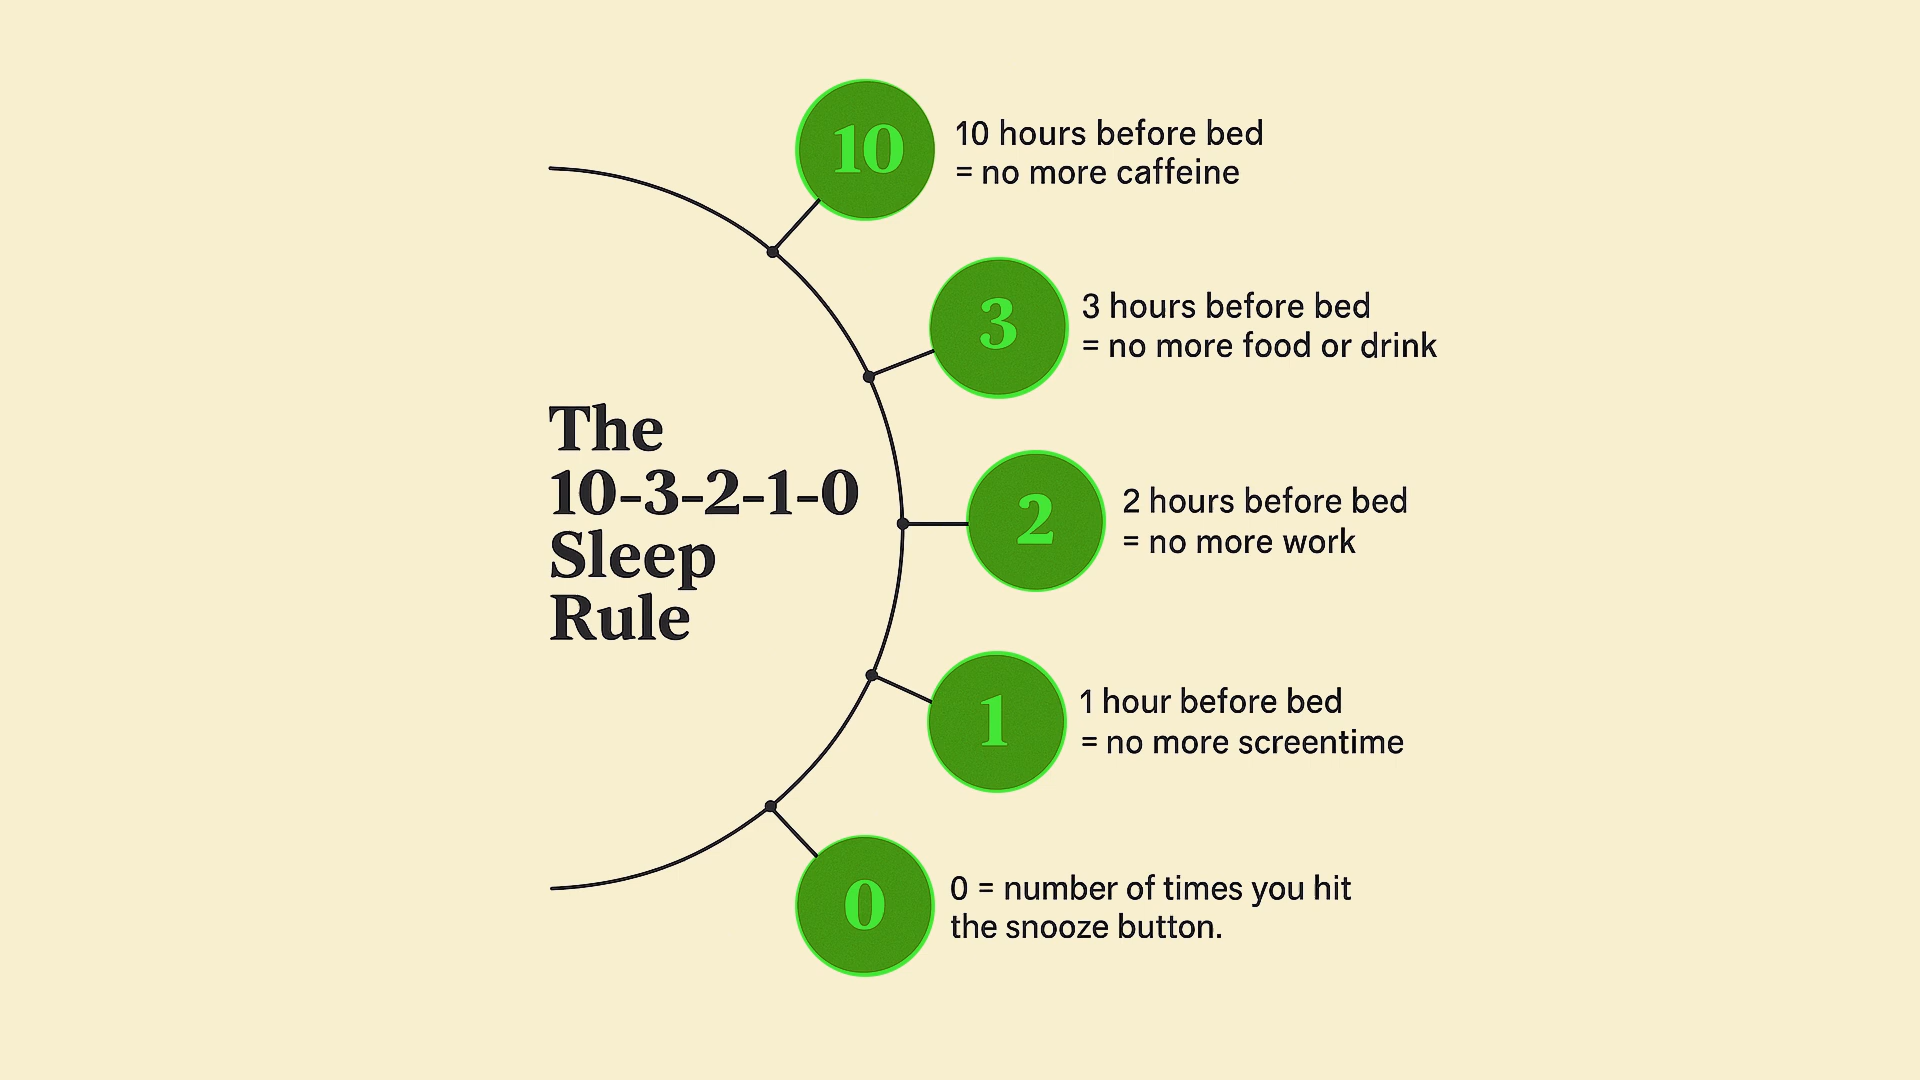 The
10-3-2-1-0
Sleep
Rule
10
10 hours before bed
= no more caffeine
3
3 hours before bed
= no more food or drink
2
2 hours before bed
= no more work
1
1 hour before bed
= no more screentime
0
0 = number of times you hit
the snooze button.